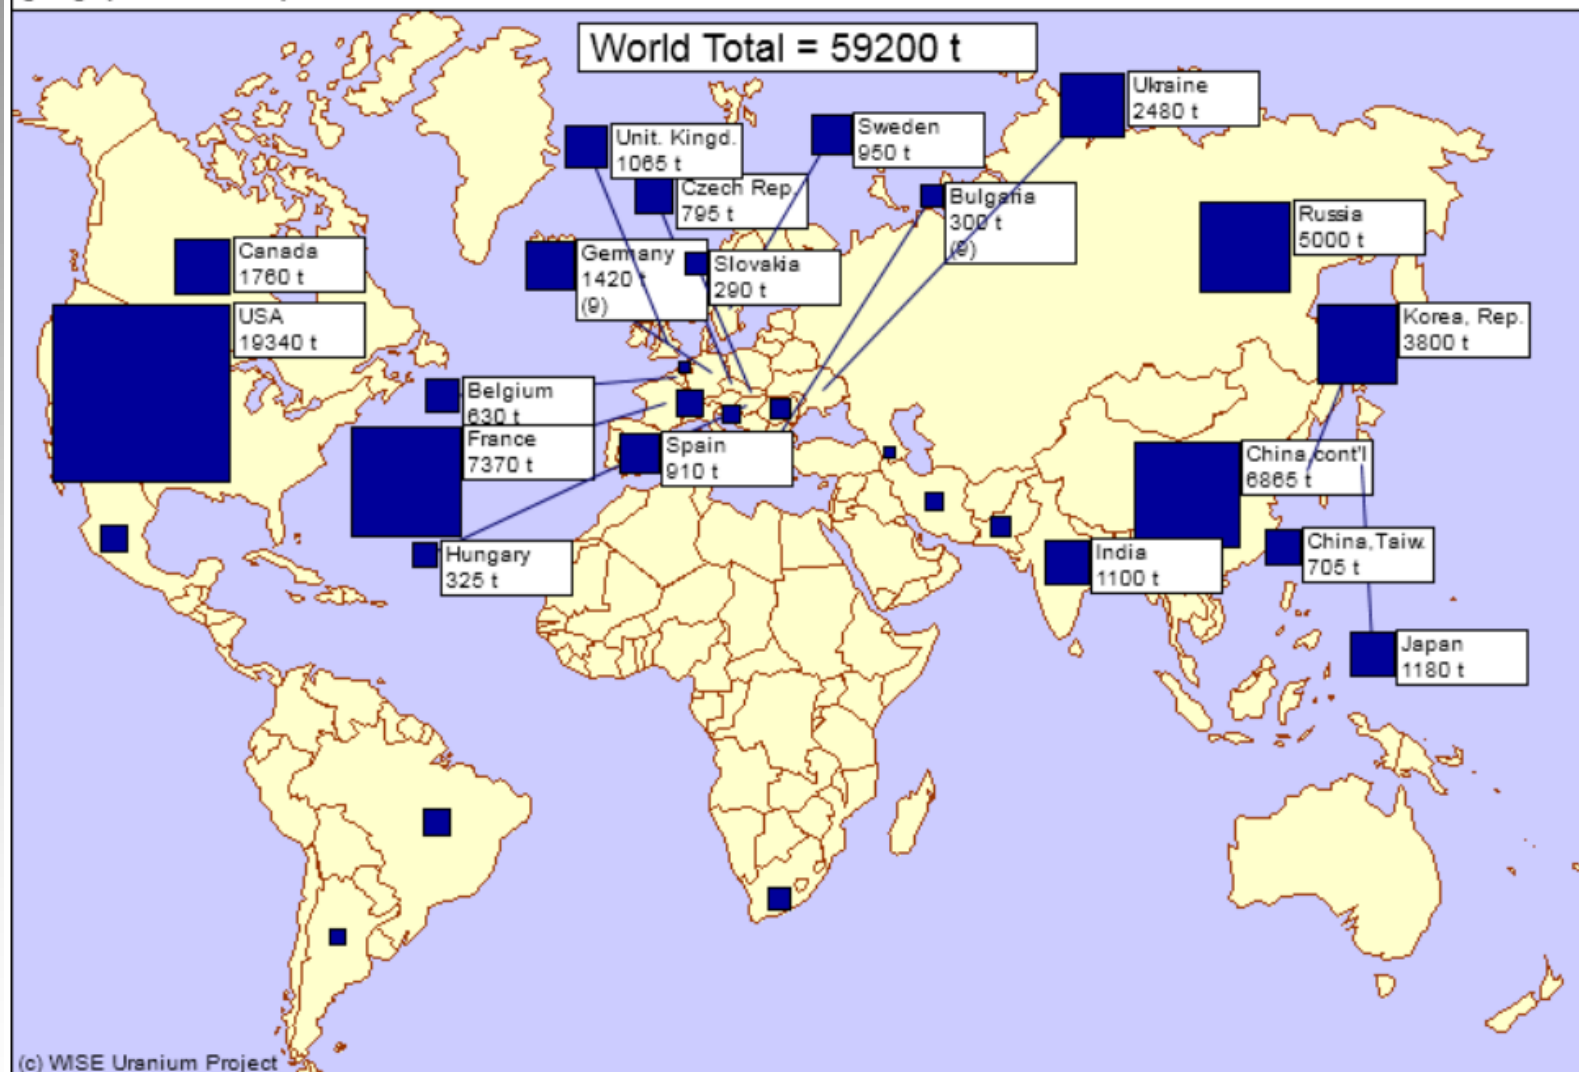 World Total = 59200 t
Ukraine
2480 t
Sweden
950 t
Unit. Kingd.
1065 t
Czech Rep.
795 t
Bulgaria
300 t
(9)
Russia
5000 t
Canada
1760 t
Germany
1420 t
(9)
Slovakia
290 t
USA
19340 t
Korea, Rep.
3800 t
Belgium
630 t
France
7370 t
Spain
910 t
China,cont'l
6865 t
Hungary
325 t
India
1100 t
China,Taiw.
705 t
Japan
1180 t
(c) WISE Uranium Project